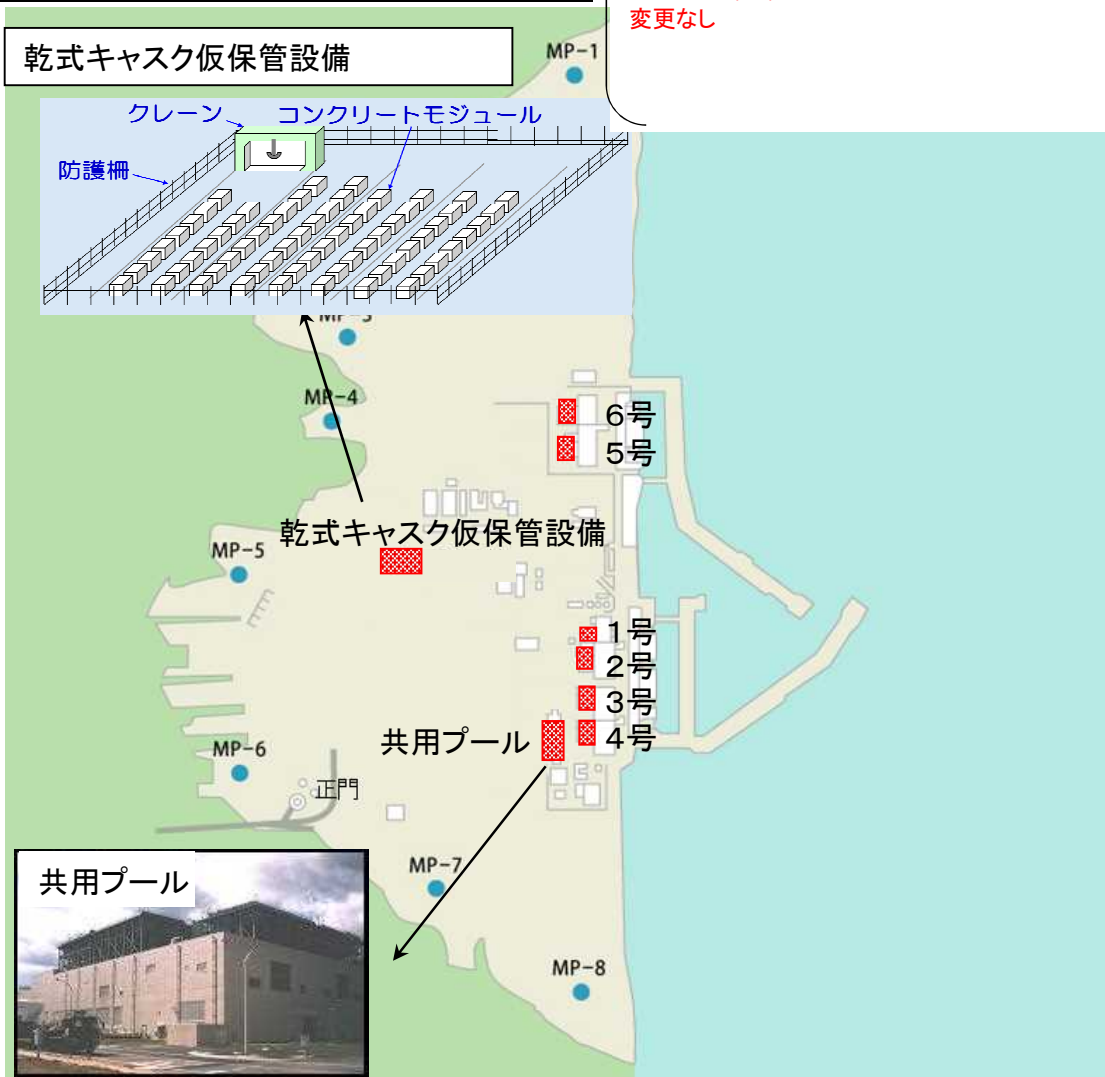 変更なし
乾式キャスク仮保管設備
MP-1
クレーン
コンクリートモジュール
防護柵
MP-3
MP-4
6号
5号
乾式キャスク仮保管設備
MP-5
1号
2号
3号
共用プール
4号
MP-6
正門
MP-7
共用プール
MP-8